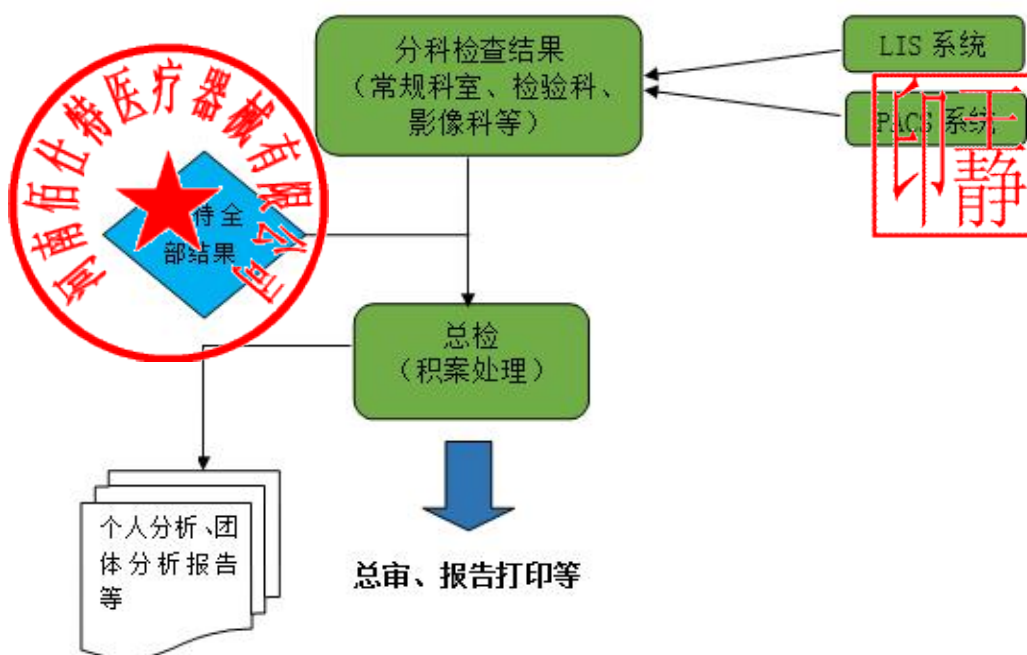 分科检查结果
（常规科室、检验科、
影像科等）
LIS 系统
PACS 系统
河南佰仕特医疗器械有限公司
印 王静
待全
部结果
总检
（积案处理）
个人分析、团
体分析报告
等
总审、报告打印等